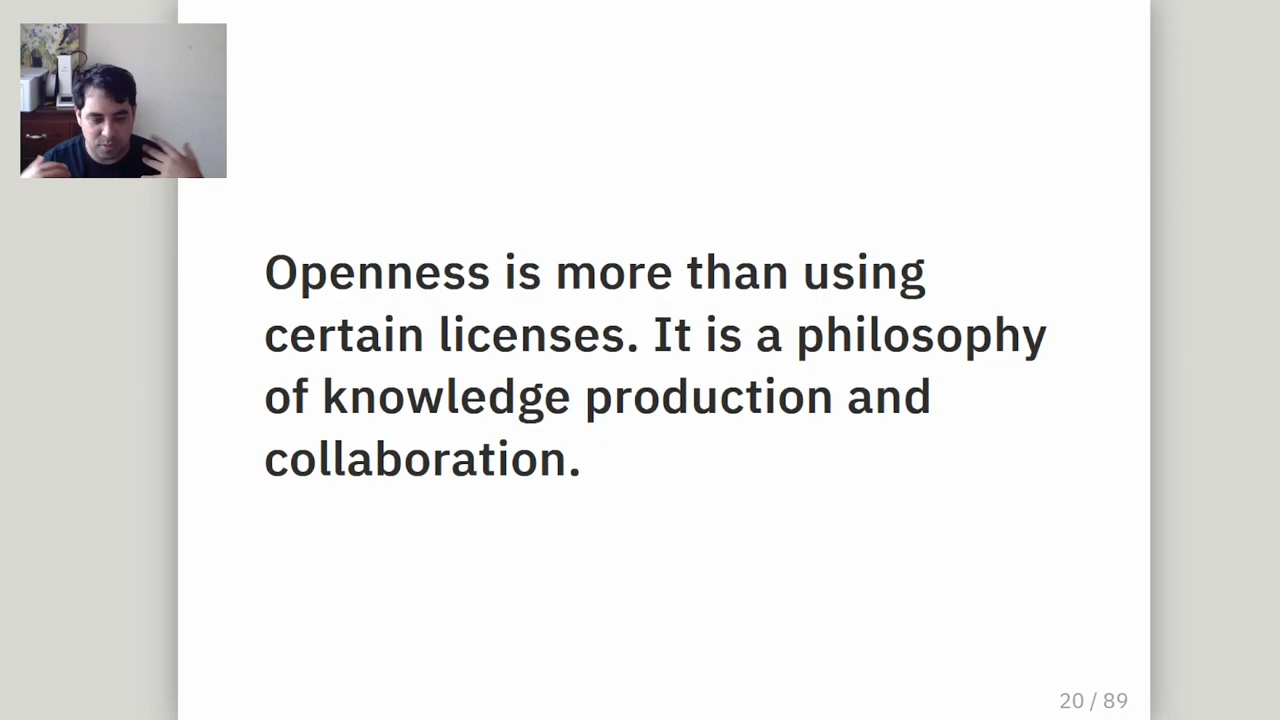 Openness is more than using
certain licenses. It is a philosophy
of knowledge production and
collaboration.
20 / 89